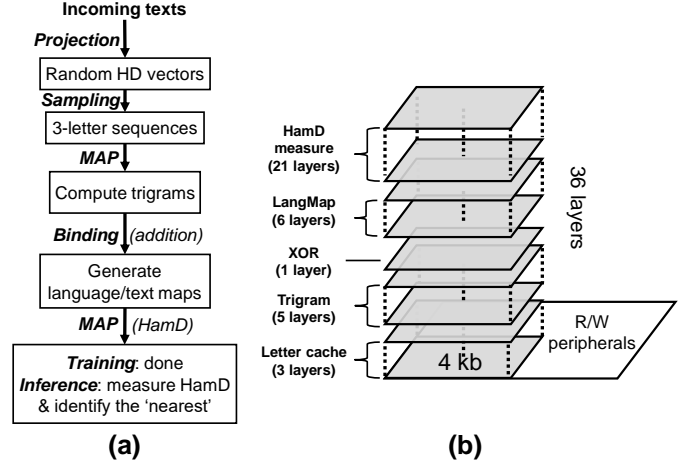 Incoming texts
Projection
Random HD vectors
Sampling
3-letter sequences
MAP
Compute trigrams
Binding (addition)
Generate
language/text maps
MAP (HamD)
Training: done
Inference: measure HamD
& identify the ‘nearest’
(a)
HamD
measure
(21 layers)
LangMap
(6 layers)
XOR
(1 layer)
Trigram
(5 layers)
Letter cache
(3 layers)
4 kb
36 layers
R/W
peripherals
(b)